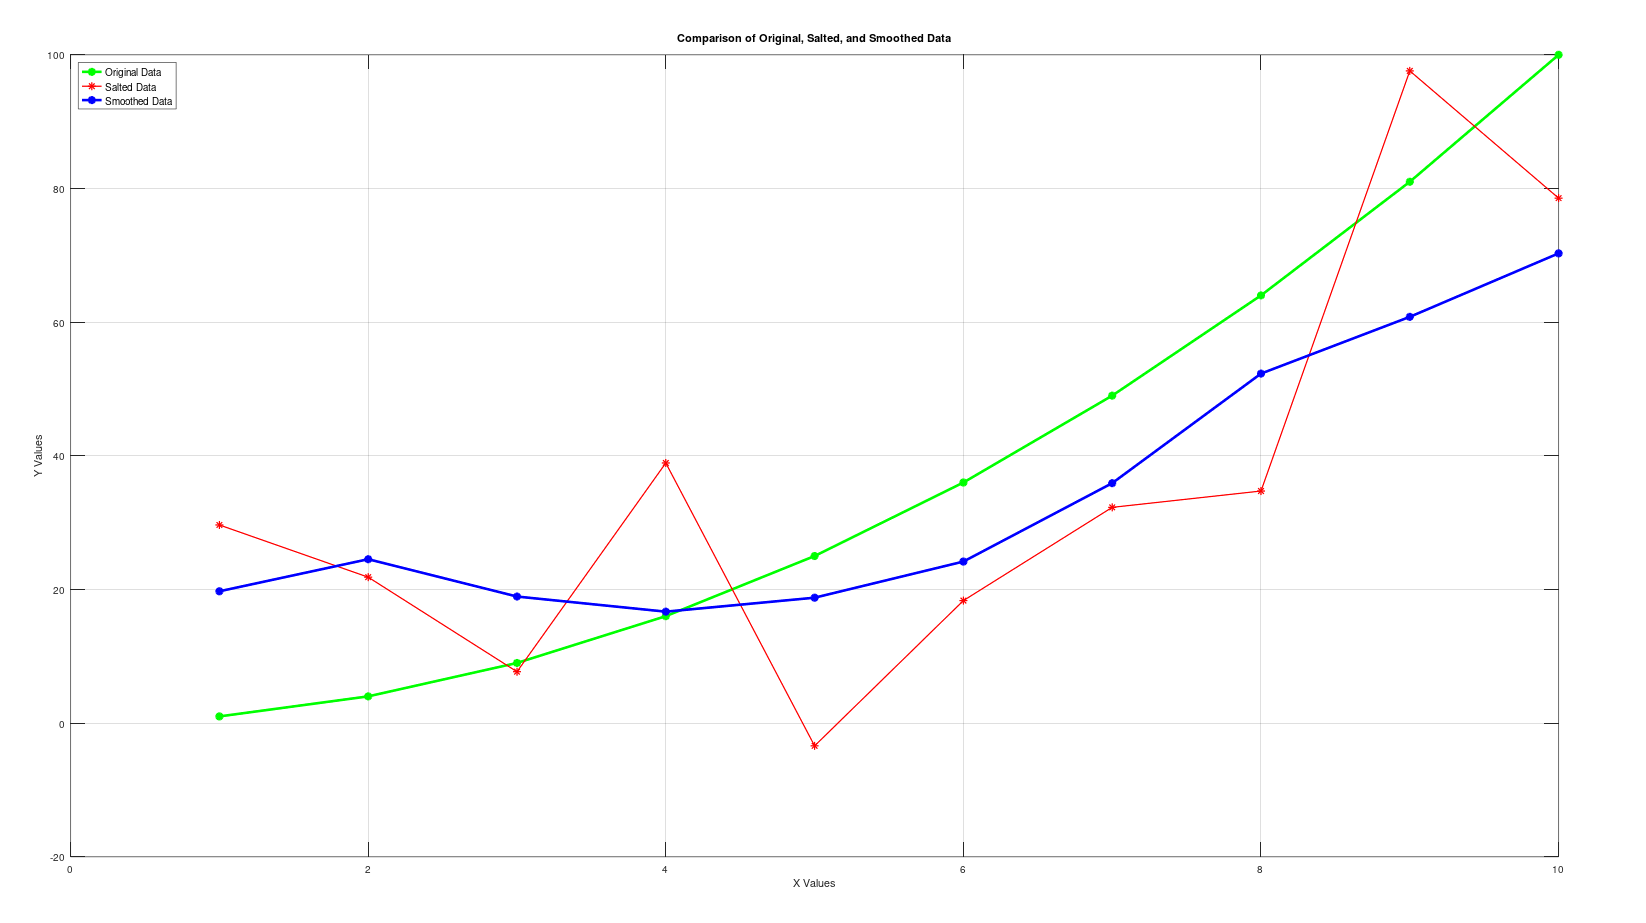 Comparison of Original, Salted, and Smoothed Data
100
80
60
40
20
0
-20
Original Data
Salted Data
Smoothed Data
Y Values
0
2
4
6
8
10
X Values